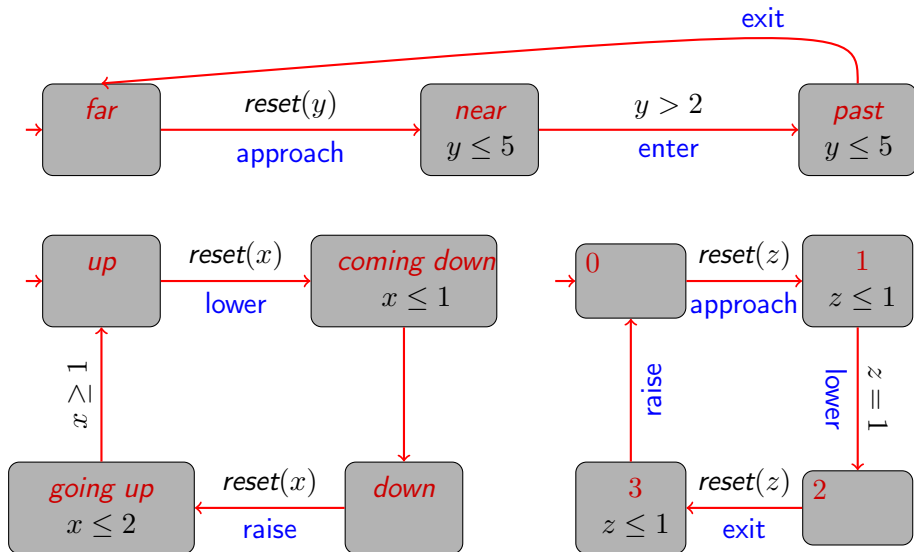 exit
far
reset(y)
approach
near
y ≤ 5
y > 2
enter
past
y ≤ 5
up
reset(x)
lower
coming down
x ≤ 1
x ≥ 1
going up
x ≤ 2
reset(x)
raise
down
0
reset(z)
approach
1
z ≤ 1
raise
lower
z = 1
3
z ≤ 1
reset(z)
exit
2